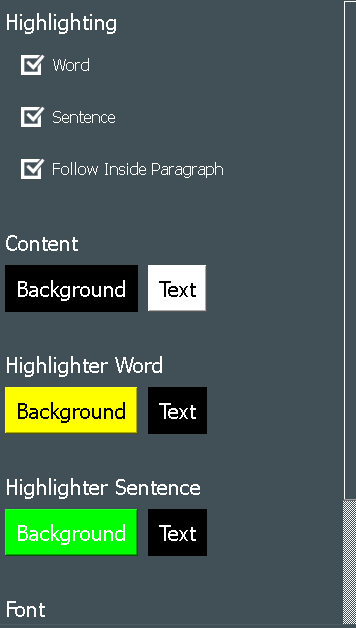 Highlighting
Word
Sentence
Follow Inside Paragraph
Content
Background Text
Highlighter Word
Background Text
Highlighter Sentence
Background Text
Font